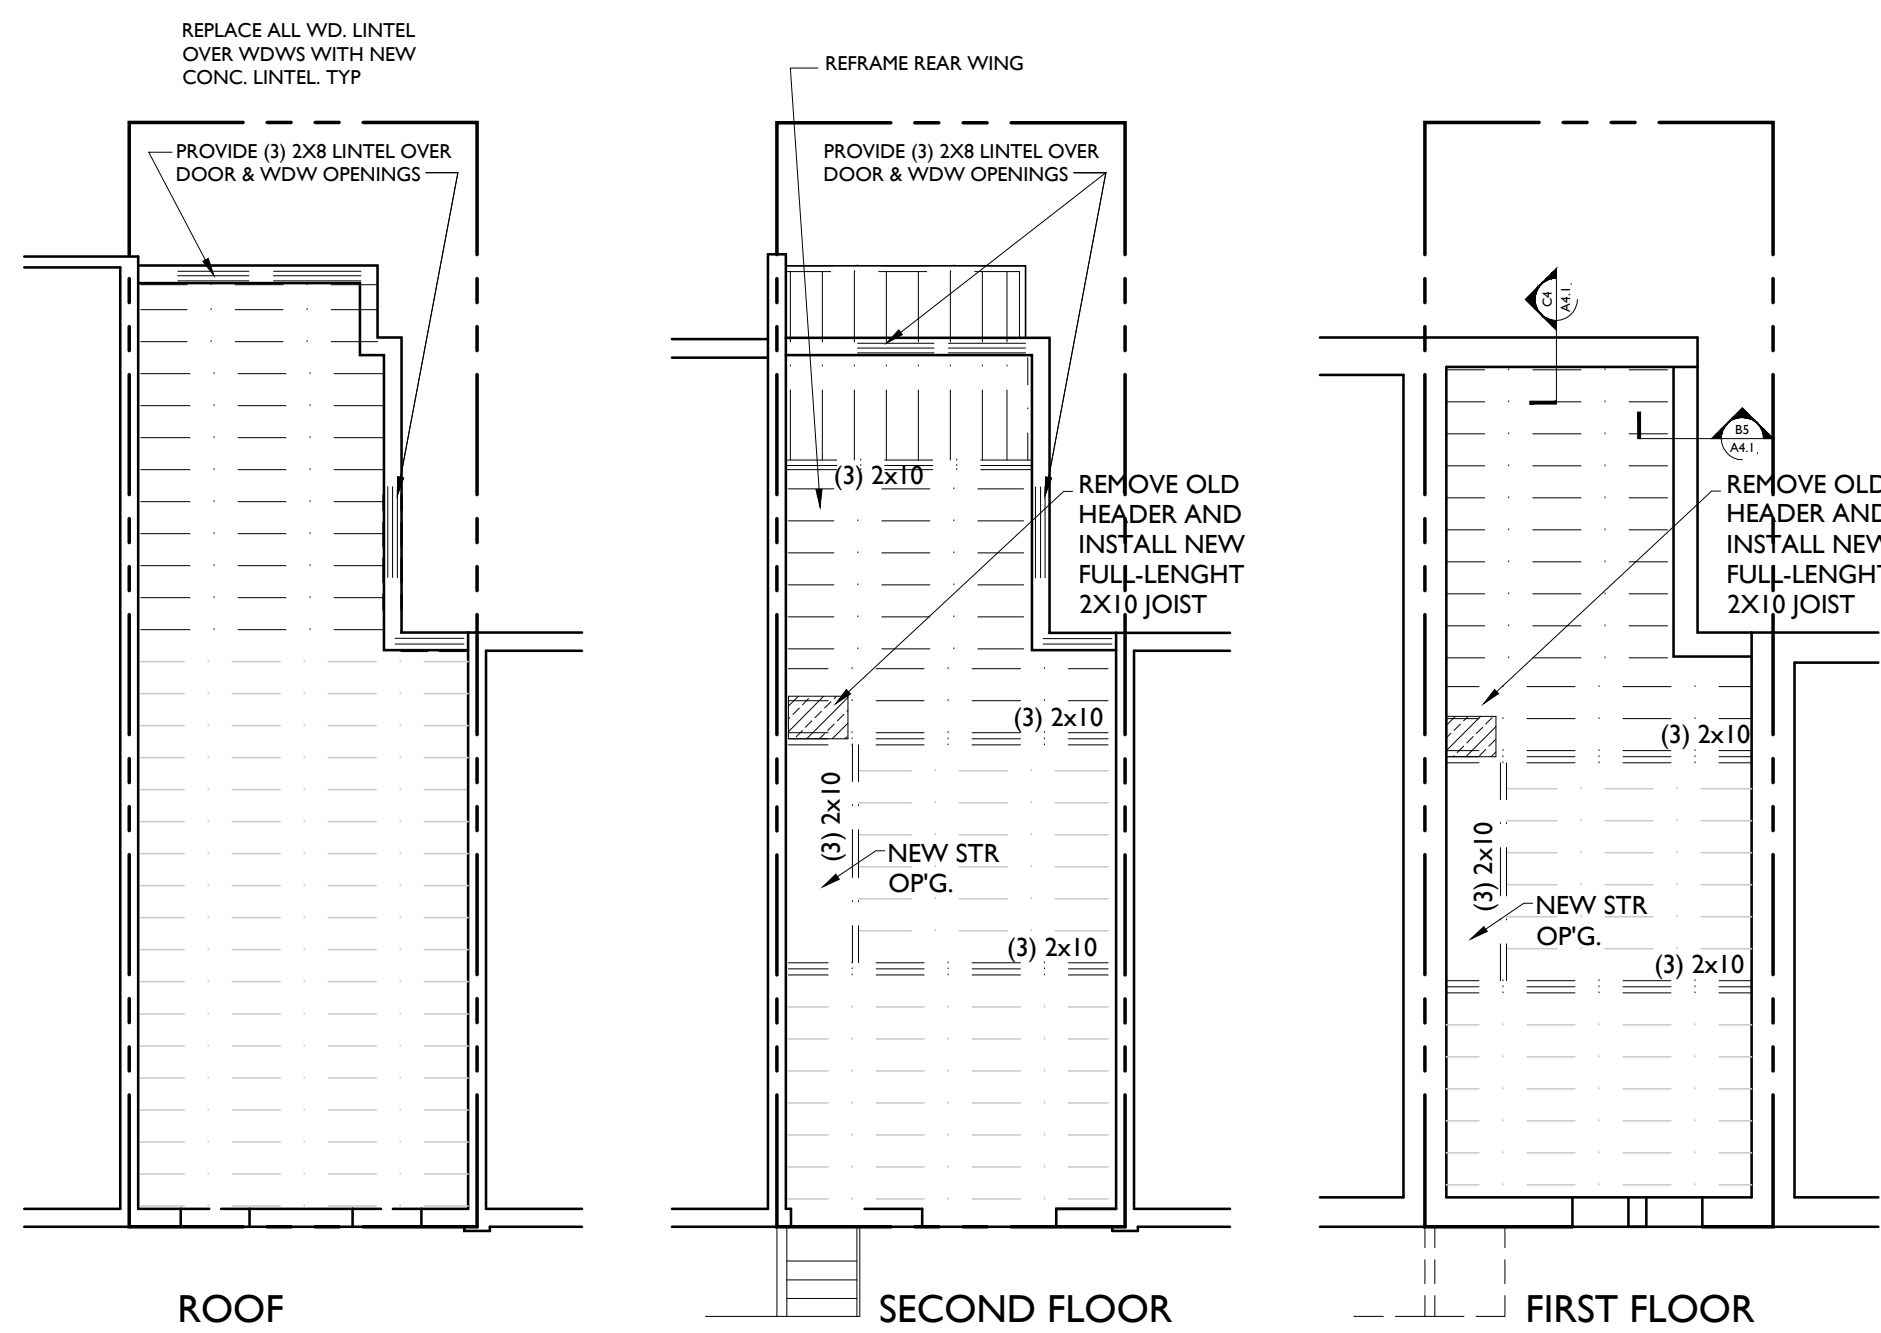 REPLACE ALL WD. LINTEL
OVER WDWS WITH NEW
CONC. LINTEL. TYP
PROVIDE (3) 2X8 LINTEL OVER
DOOR & WDW OPENINGS
ROOF
REFRAME REAR WING
PROVIDE (3) 2X8 LINTEL OVER
DOOR & WDW OPENINGS
(3) 2x10
REMOVE OLD
HEADER AND
INSTALL NEW
FULL-LENGHT
2X10 JOIST
(3) 2x10
(3) 2x10
NEW STR
OP'G.
(3) 2x10
SECOND FLOOR
C4
A4.1.
B5
A4.1.
REMOVE OLD
HEADER AND
INSTALL NEW
FULL-LENGHT
2X10 JOIST
(3) 2x10
(3) 2x10
NEW STR
OP'G.
(3) 2x10
FIRST FLOOR